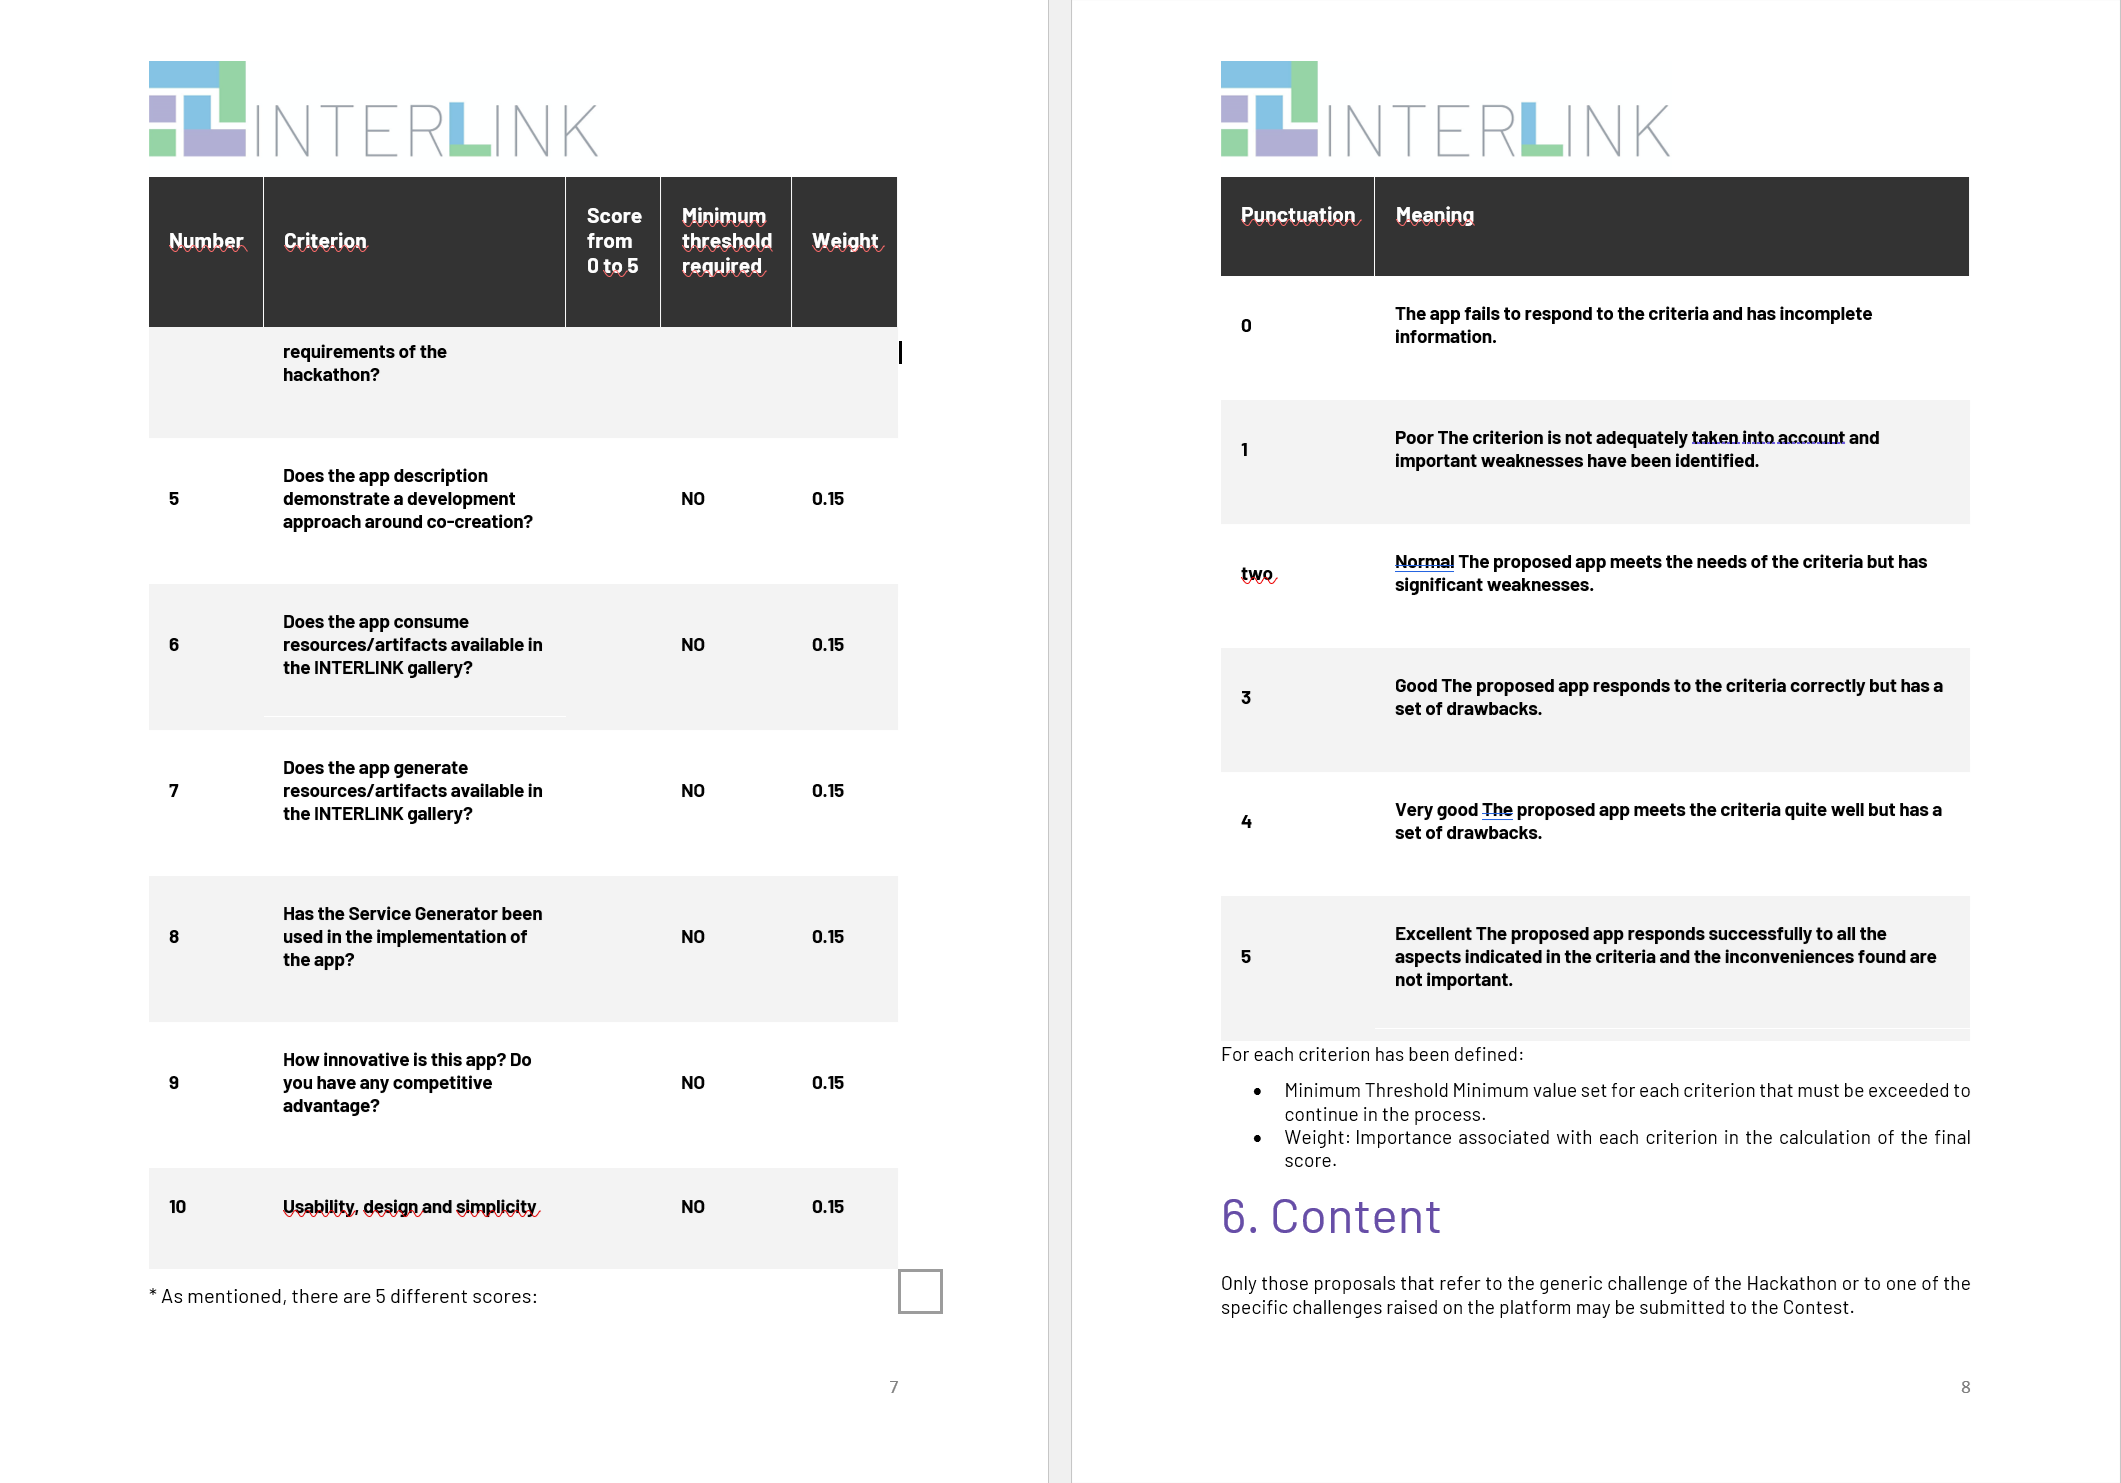 INTERLINK
Number Criterion Score from 0 to 5 Minimum threshold required Weight
requirements of the
hackathon?
5 Does the app description demonstrate a development approach around co-creation? NO 0.15
6 Does the app consume resources/artifacts available in the INTERLINK gallery? NO 0.15
7 Does the app generate resources/artifacts available in the INTERLINK gallery? NO 0.15
8 Has the Service Generator been used in the implementation of the app? NO 0.15
9 How innovative is this app? Do you have any competitive advantage? NO 0.15
10 Usability, design and simplicity NO 0.15
* As mentioned, there are 5 different scores:
7
INTERLINK
Punctuation Meaning
0 The app fails to respond to the criteria and has incomplete information.
1 Poor The criterion is not adequately taken into account and important weaknesses have been identified.
two Normal The proposed app meets the needs of the criteria but has significant weaknesses.
3 Good The proposed app responds to the criteria correctly but has a set of drawbacks.
4 Very good The proposed app meets the criteria quite well but has a set of drawbacks.
5 Excellent The proposed app responds successfully to all the aspects indicated in the criteria and the inconveniences found are not important.
For each criterion has been defined:
• Minimum Threshold Minimum value set for each criterion that must be exceeded to
continue in the process.
• Weight: Importance associated with each criterion in the calculation of the final
score.
6. Content
Only those proposals that refer to the generic challenge of the Hackathon or to one of the
specific challenges raised on the platform may be submitted to the Contest.
8